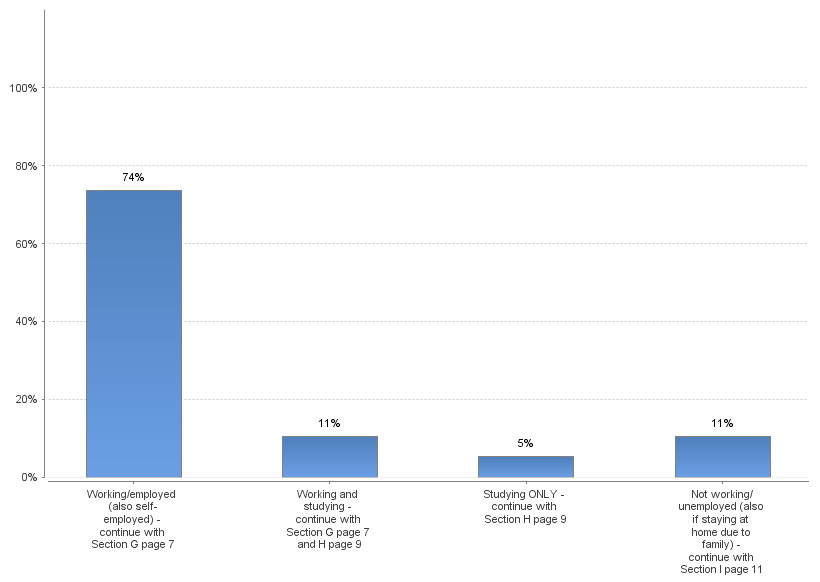 100%
80%
60%
40%
20%
0%
74%
11%
5%
11%
Working/employed
(also self-
employed) -
continue with
Section G page 7
Working and
studying -
continue with
Section G page 7
and H page 9
Studying ONLY -
continue with
Section H page 9
Not working/
unemployed (also
if staying at
home due to
family) -
continue with
Section I page 11